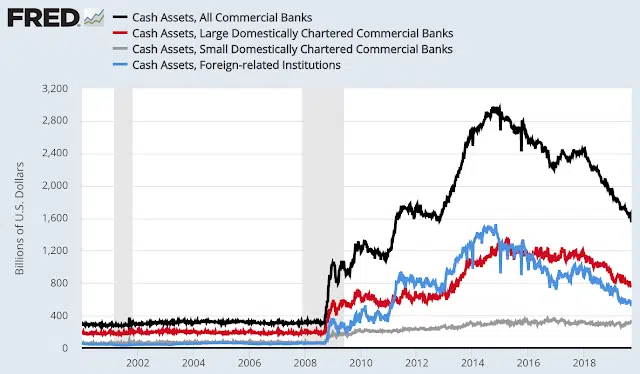 FRED
Cash Assets, All Commercial Banks
Cash Assets, Large Domestically Chartered Commercial Banks
Cash Assets, Small Domestically Chartered Commercial Banks
Cash Assets, Foreign-related Institutions
Billions of U.S. Dollars
3,200
2,800
2,400
2,000
1,600
1,200
800
400
0
2002 2004 2006 2008 2010 2012 2014 2016 2018